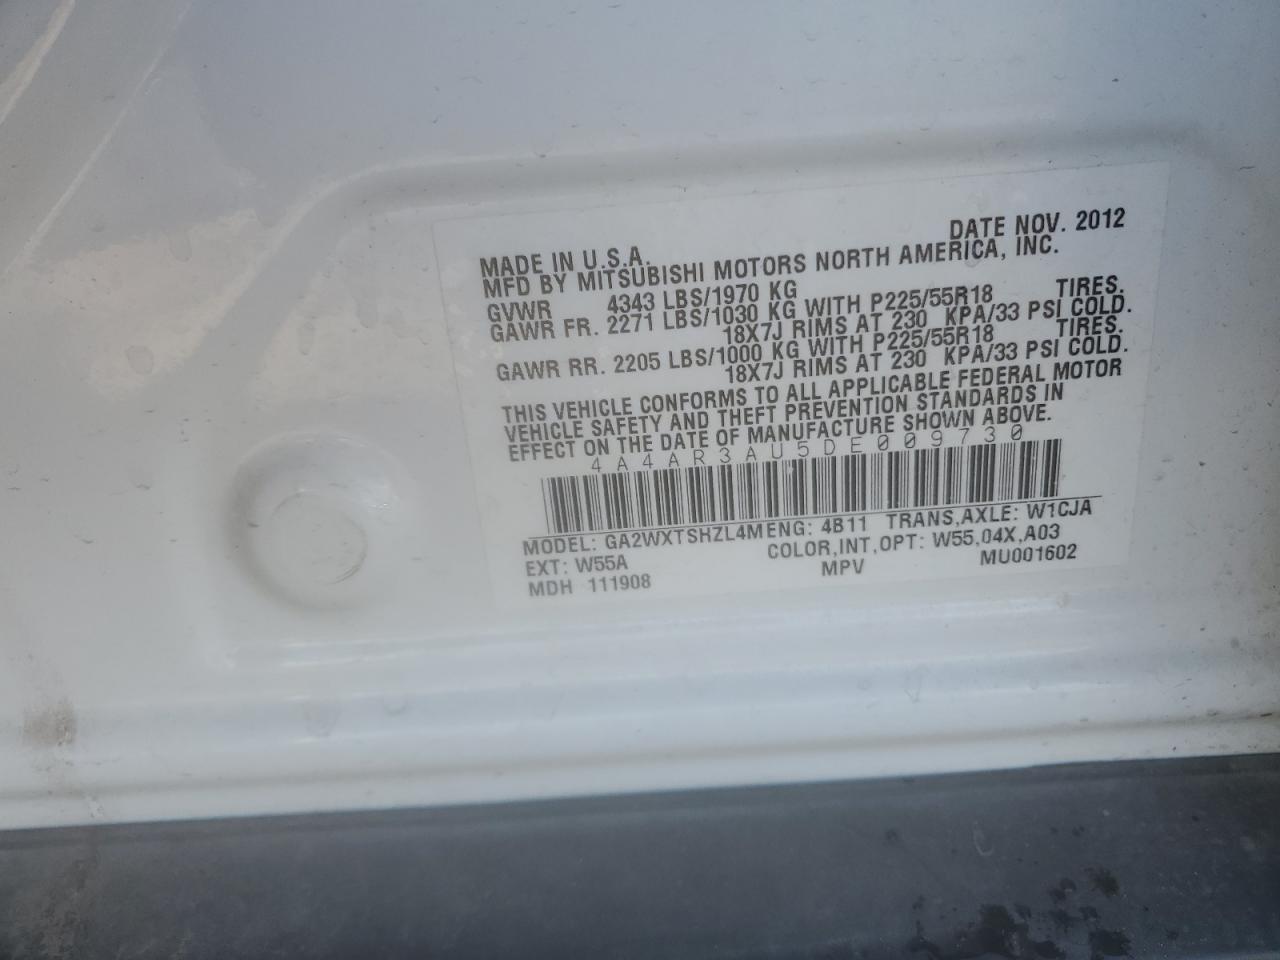 DATE NOV. 2012
MADE IN U.S.A.
MFD BY MITSUBISHI MOTORS NORTH AMERICA, INC.
GVWR 4343 LBS/1970 KG
GAWR FR. 2271 LBS/1030 KG WITH P225/55R18 TIRES.
18X7J RIMS AT 230 KPA/33 PSI COLD.
GAWR RR. 2205 LBS/1000 KG WITH P225/55R18 TIRES.
18X7J RIMS AT 230 KPA/33 PSI COLD.
THIS VEHICLE CONFORMS TO ALL APPLICABLE FEDERAL MOTOR
VEHICLE SAFETY AND THEFT PREVENTION STANDARDS IN
EFFECT ON THE DATE OF MANUFACTURE SHOWN ABOVE.
4A4AR3AU5DE009730
MODEL: GA2WXTSHZL4M ENG: 4B11 TRANS,AXLE: W1CJA
EXT: W55A COLOR,INT,OPT: W55,04X,A03
MDH 111908 MPV MU001602